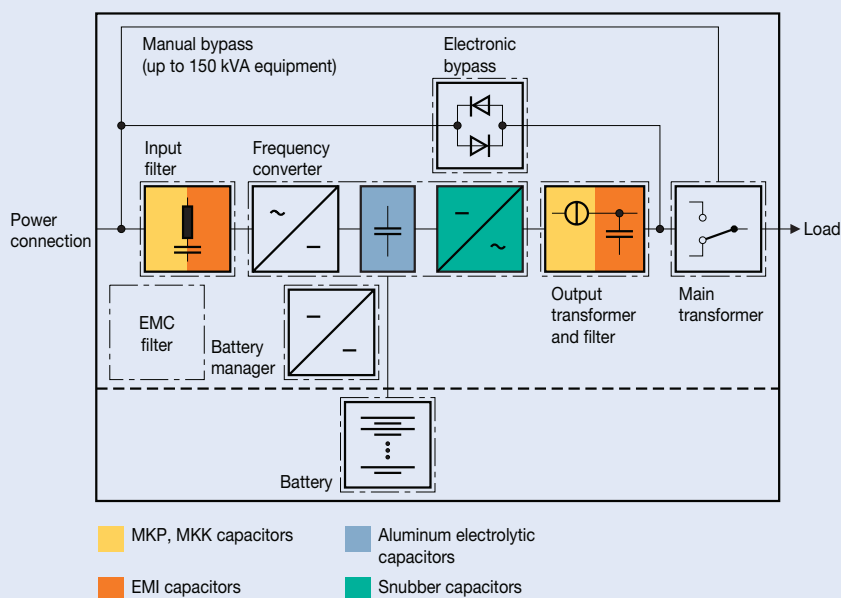 Manual bypass
(up to 150 kVA equipment)
Electronic
bypass
Input
filter
Frequency
converter
Power
connection
Load
EMC
filter
Battery
manager
Output
transformer
and filter
Main
transformer
Battery
MKP, MKK capacitors
Aluminum electrolytic
capacitors
EMI capacitors
Snubber capacitors